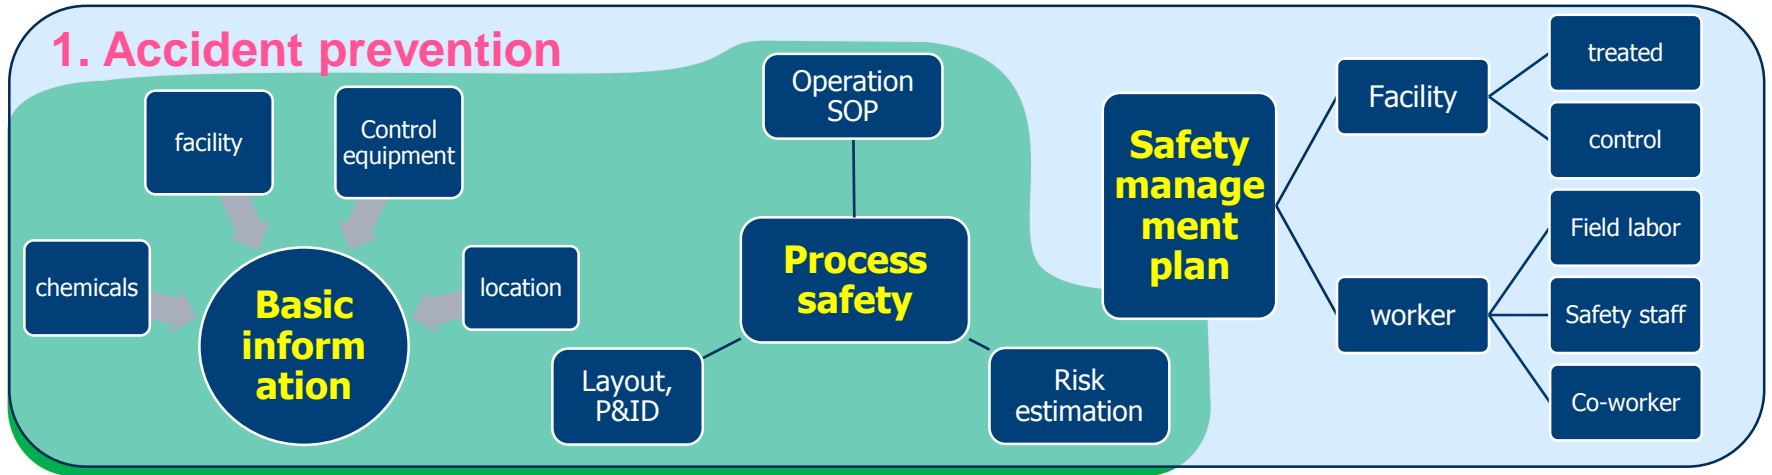 1. Accident prevention
facility
Control
equipment
chemicals
location
Basic
inform
ation
Operation
SOP
Process
safety
Layout,
P&ID
Risk
estimation
Safety
manage
ment
plan
Facility
treated
control
worker
Field labor
Safety staff
Co-worker